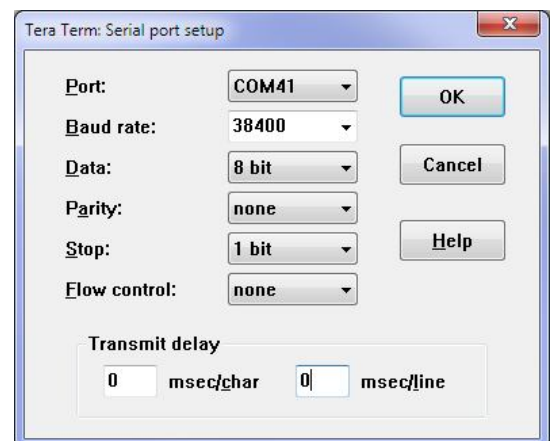 Tera Term: Serial port setup
Port: COM41
OK
Baud rate: 38400
Data: 8 bit
Cancel
Parity: none
Stop: 1 bit
Help
Flow control: none
Transmit delay
0 msec/char 0 msec/line